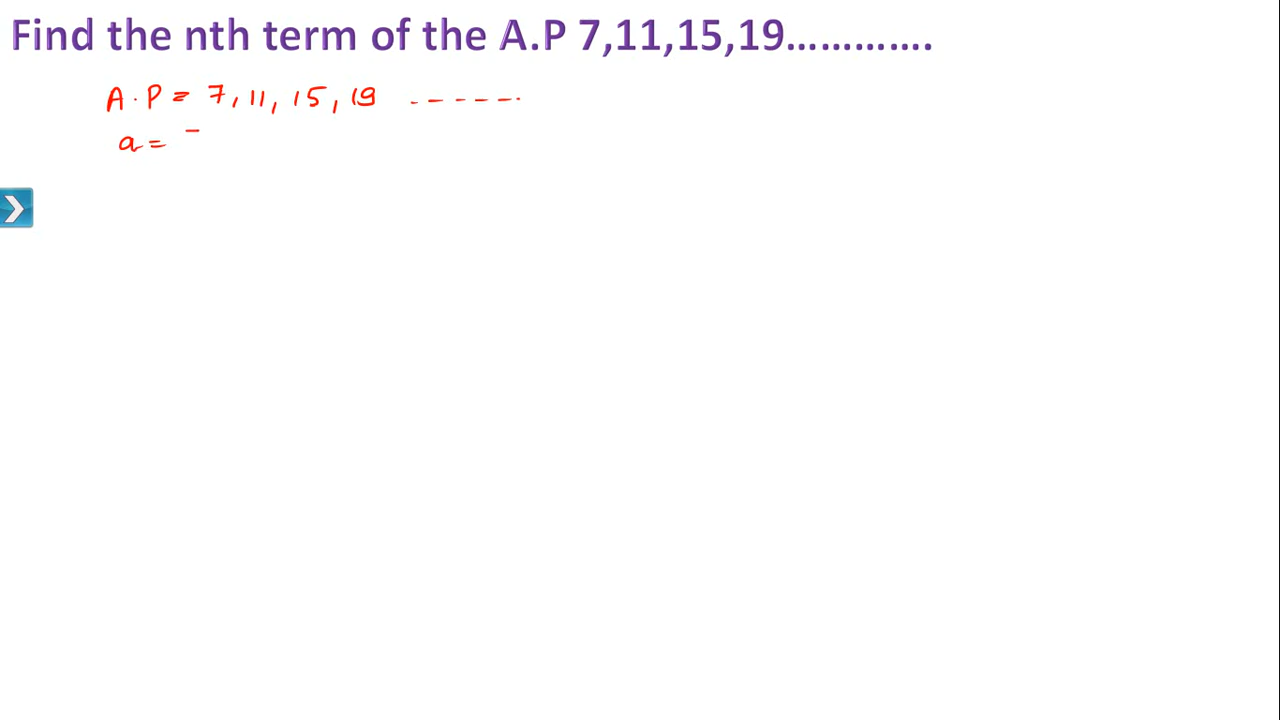 Find the nth term of the A.P 7,11,15,19………….
A.P = 7, 11, 15, 19 .-----.
a =